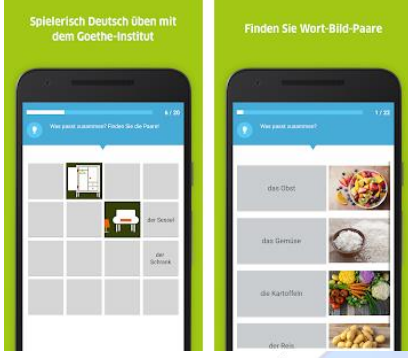 Spielerisch Deutsch üben mit
dem Goethe-Institut
6 / 20
Was passt zusammen? Finden Sie die Paare!
der Sessel
der
Schrank
Finden Sie Wort-Bild-Paare
1 / 22
Was passt zusammen?
das Obst
das Gemüse
die Kartoffeln
der Reis